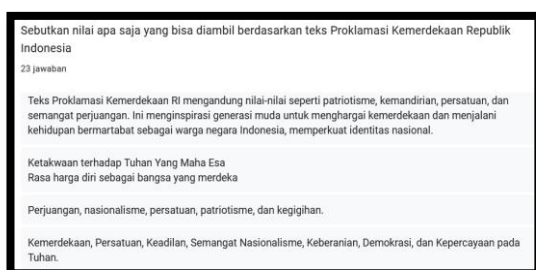 Sebutkan nilai apa saja yang bisa diambil berdasarkan teks Proklamasi Kemerdekaan Republik
Indonesia
23 jawaban
Teks Proklamasi Kemerdekaan RI mengandung nilai-nilai seperti patriotisme, kemandirian, persatuan, dan
semangat perjuangan. Ini menginspirasi generasi muda untuk menghargai kemerdekaan dan menjalani
kehidupan bermartabat sebagai warga negara Indonesia, memperkuat identitas nasional.
Ketakwaan terhadap Tuhan Yang Maha Esa
Rasa harga diri sebagai bangsa yang merdeka
Perjuangan, nasionalisme, persatuan, patriotisme, dan kegigihan.
Kemerdekaan, Persatuan, Keadilan, Semangat Nasionalisme, Keberanian, Demokrasi, dan Kepercayaan pada
Tuhan.